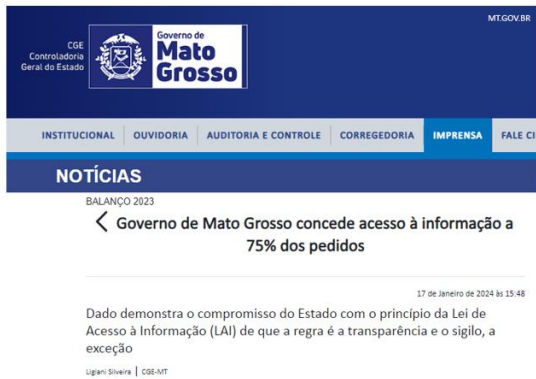 MT.GOV.BR
CGE
Controladoria
Geral do Estado
Governo de
Mato
Grosso
INSTITUCIONAL OUVIDORIA AUDITORIA E CONTROLE CORREGEDORIA IMPRENSA FALE CI
NOTÍCIAS
BALANÇO 2023
Governo de Mato Grosso concede acesso à informação a
75% dos pedidos
17 de Janeiro de 2024 às 15:48
Dado demonstra o compromisso do Estado com o princípio da Lei de
Acesso à Informação (LAI) de que a regra é a transparência e o sigilo, a
exceção
Ligiani Silveira | CGE-MT